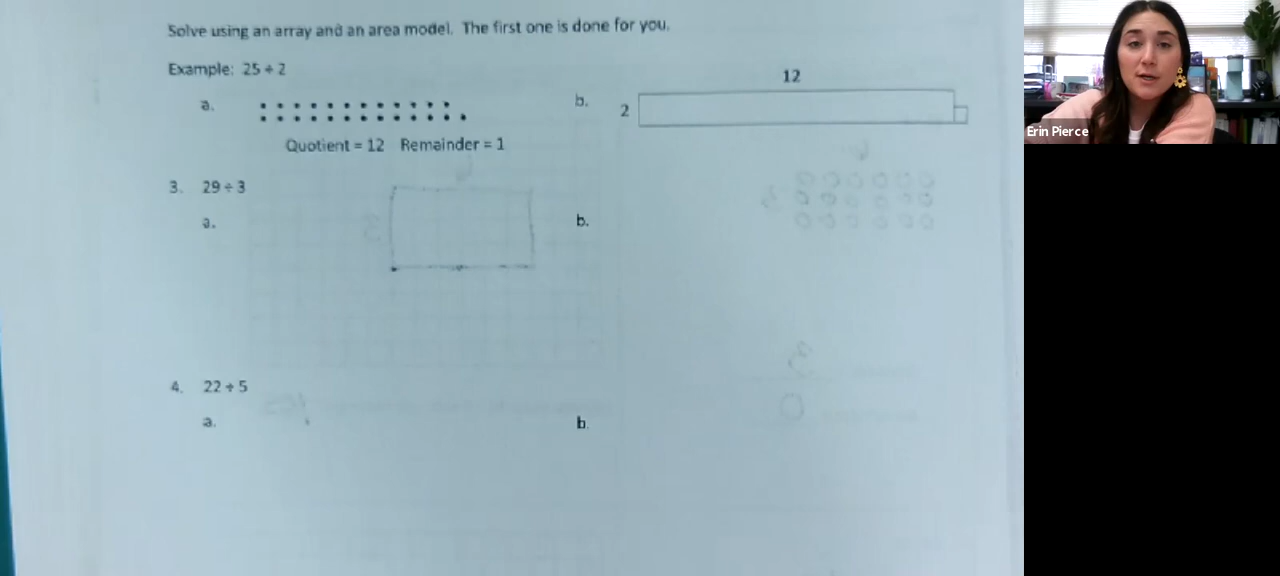 Solve using an array and an area model. The first one is done for you.
Example: 25 ÷ 2
a.
b.
12
2
Quotient = 12 Remainder = 1
3. 29 ÷ 3
a.
b.
4. 22 ÷ 5
a.
b.
Erin Pierce